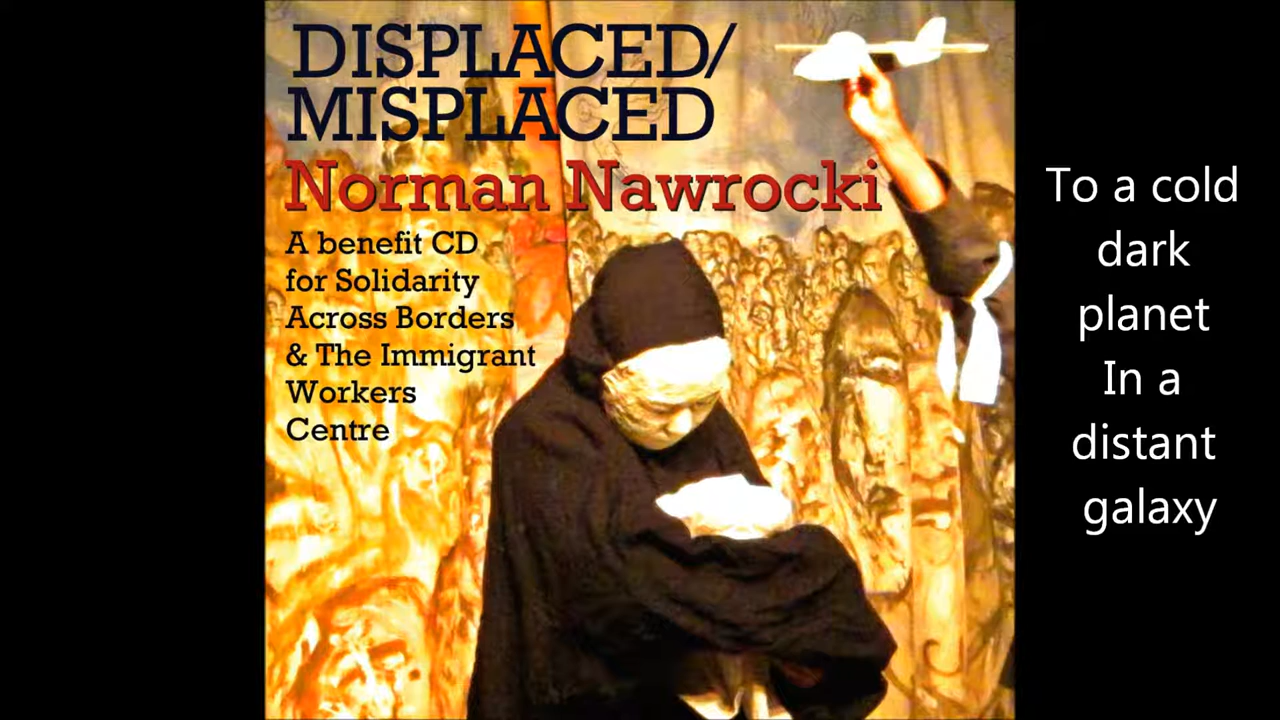 DISPLACED/
MISPLACED
Norman Nawrocki
A benefit CD
for Solidarity
Across Borders
& The Immigrant
Workers
Centre
To a cold
dark
planet
In a
distant
galaxy